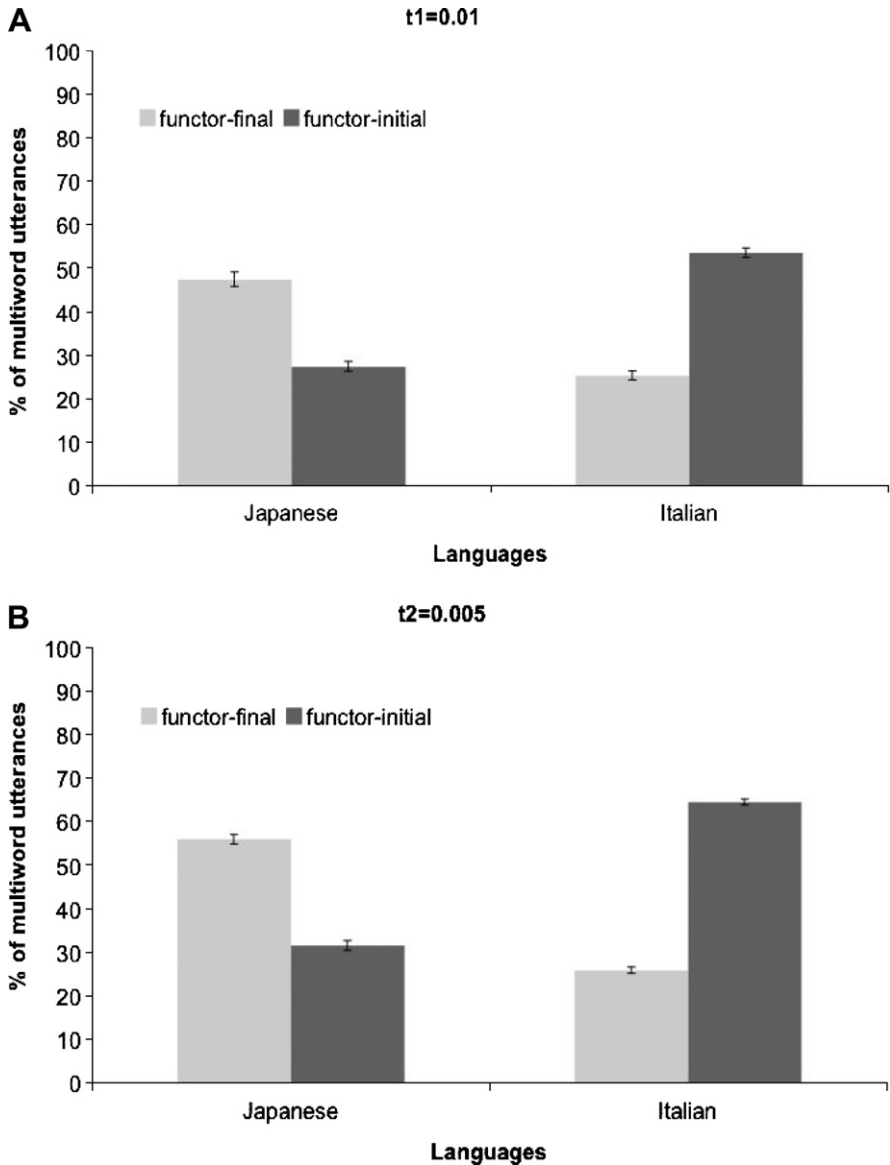 A
t1=0.01
100
90
80
70
60
50
40
30
20
10
0
% of multiword utterances
functor-final functor-initial
Japanese Italian
Languages
B
t2=0.005
100
90
80
70
60
50
40
30
20
10
0
% of multiword utterances
functor-final functor-initial
Japanese Italian
Languages